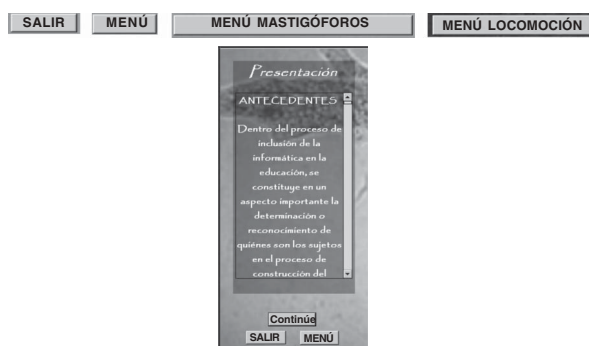 SALIR MENÚ MENÚ MASTIGÓFOROS MENÚ LOCOMOCIÓN
Presentación
ANTECEDENTES
Dentro del proceso de
inclusión de la
informática en la
educación, se
constituye en un
aspecto importante la
determinación o
reconocimiento de
quiénes son los sujetos
en el proceso de
construcción del
Continúe
SALIR MENÚ